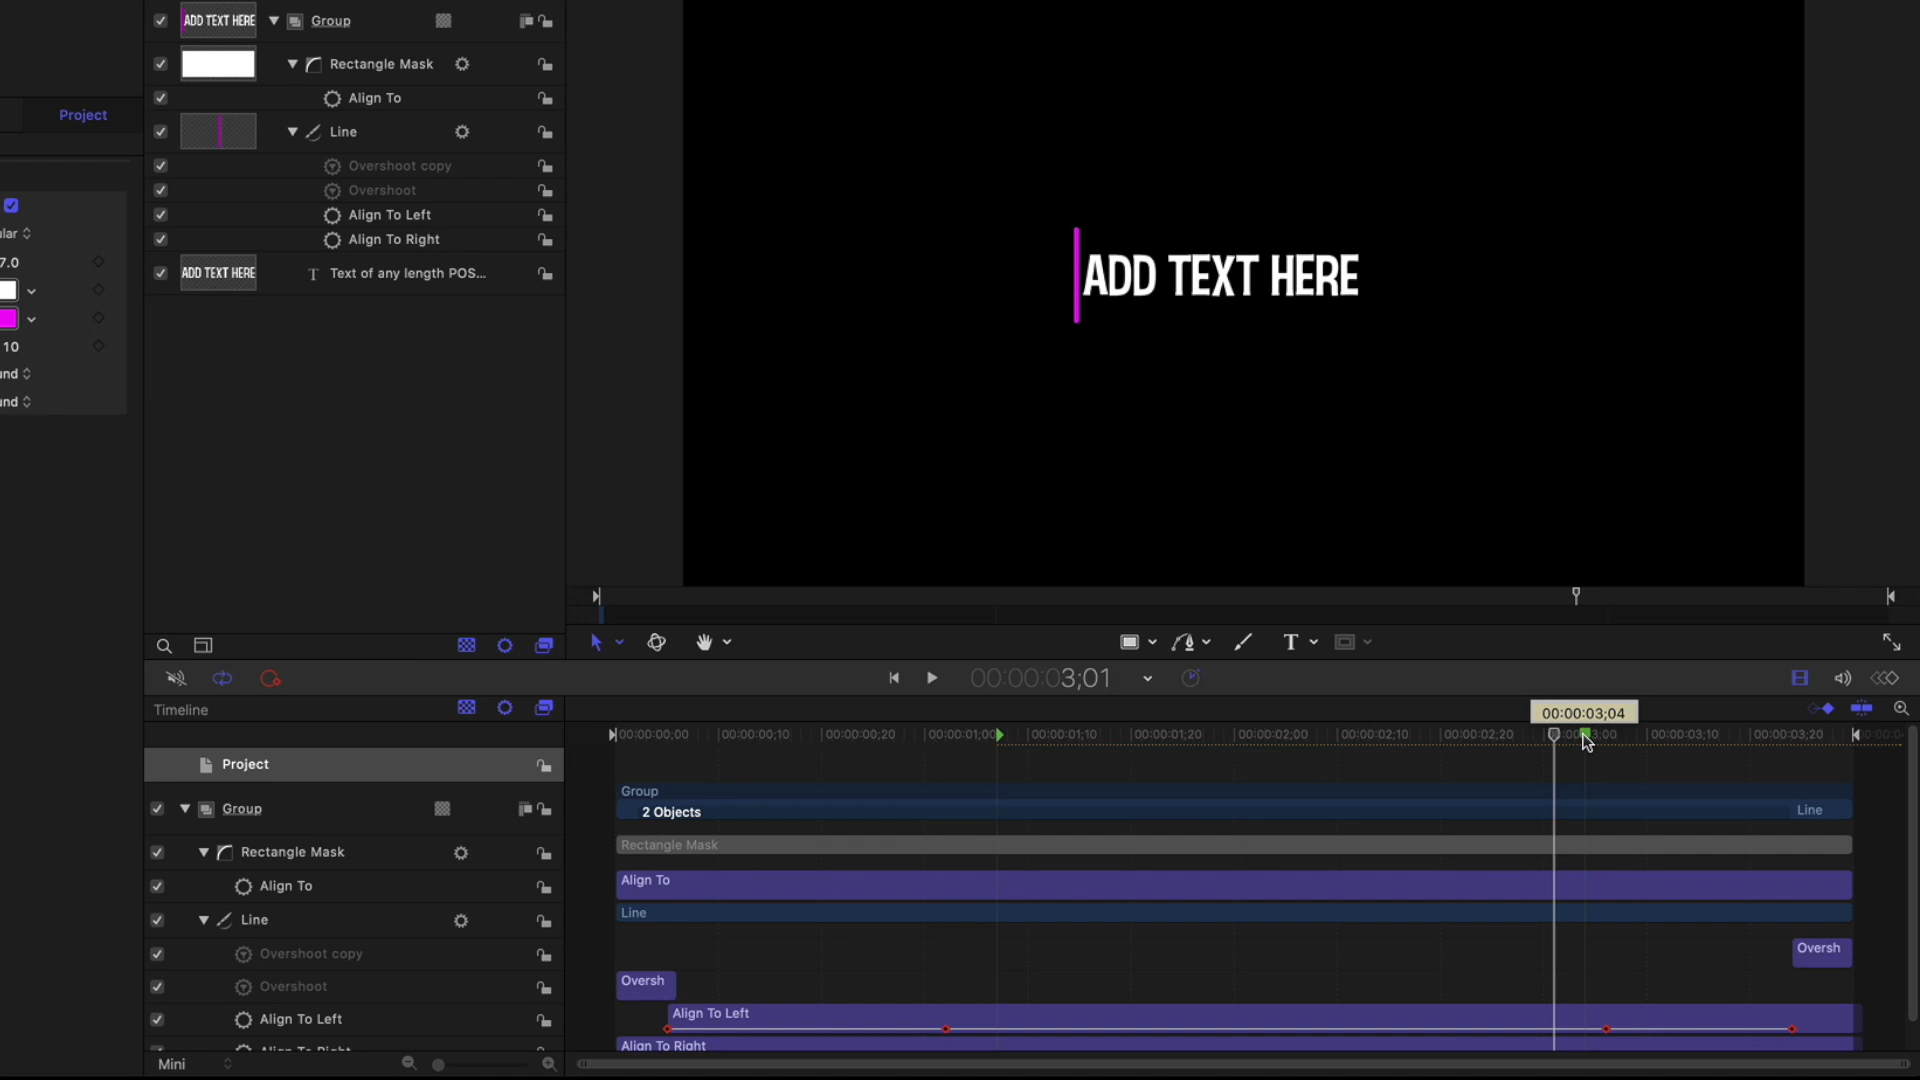 ADD TEXT HERE
Group
Rectangle Mask
Align To
Line
Overshoot copy
Overshoot
Align To Left
Align To Right
ADD TEXT HERE
T Text of any length POS...
Project
ular
7.0
10
und
und
ADD TEXT HERE
T
00:00:03;01
Timeline
00:00:03;04
00:00:00;00
00:00:00;10
00:00:00;20
00:00:01;00
00:00:01;10
00:00:01;20
00:00:02;00
00:00:02;10
00:00:02;20
00:00:03;10
00:00:03;20
Project
Group
Rectangle Mask
Align To
Line
Overshoot copy
Overshoot
Align To Left
Align To Right
Group
2 Objects
Line
Rectangle Mask
Align To
Line
Oversh
Oversh
Align To Left
Align To Right
Mini